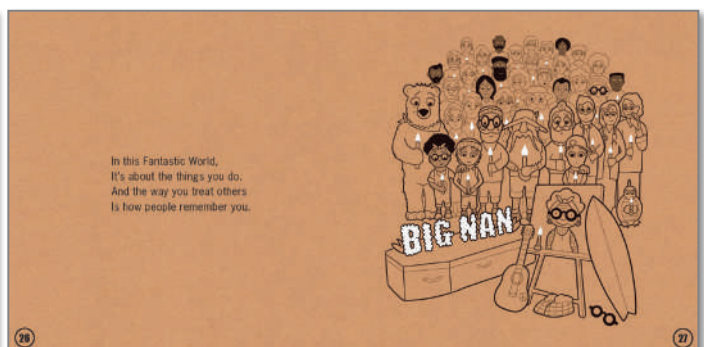 In this Fantastic World,
It's about the things you do.
And the way you treat others
Is how people remember you.
BIG NAN
26
27